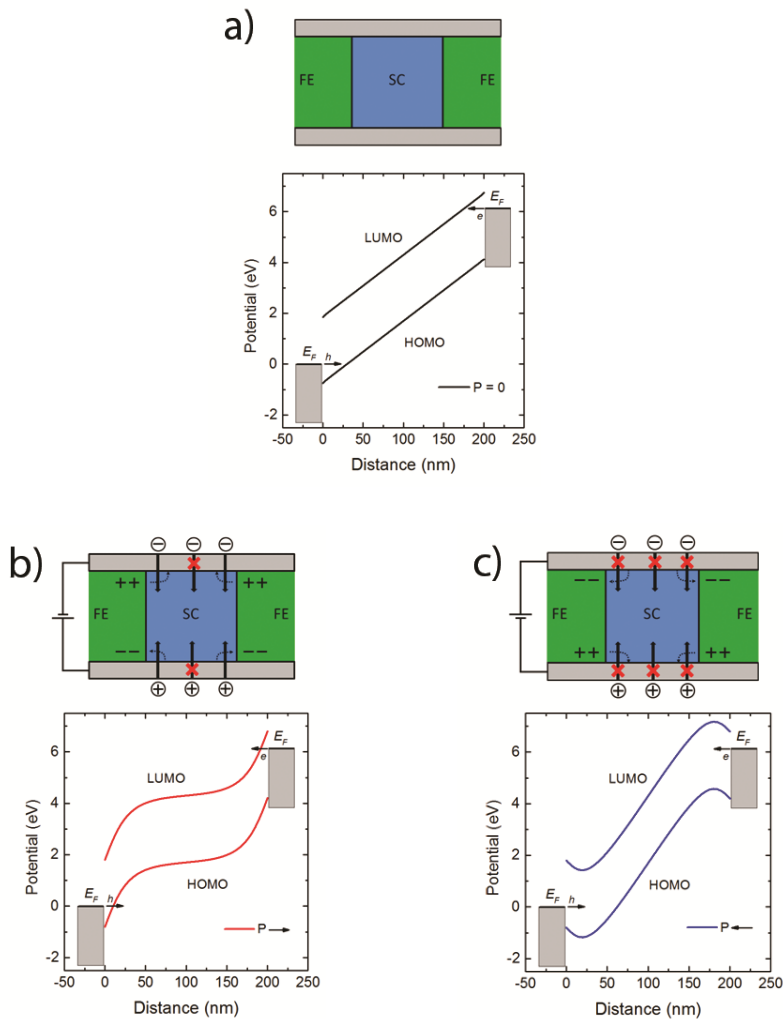 a)
FE SC FE
6
4
2
0
-2
Potential (eV)
LUMO
HOMO
E_F
e
E_F
h
P = 0
-50 0 50 100 150 200 250
Distance (nm)
b)
⊖ ⊖ ⊖
++ ++
FE SC FE
−− −−
⊕ ⊕ ⊕
6
4
2
0
-2
Potential (eV)
LUMO
HOMO
E_F
e
E_F
h
P →
-50 0 50 100 150 200 250
Distance (nm)
c)
⊖ ⊖ ⊖
−− −−
FE SC FE
++ ++
⊕ ⊕ ⊕
6
4
2
0
-2
Potential (eV)
LUMO
HOMO
E_F
e
E_F
h
P ←
-50 0 50 100 150 200 250
Distance (nm)